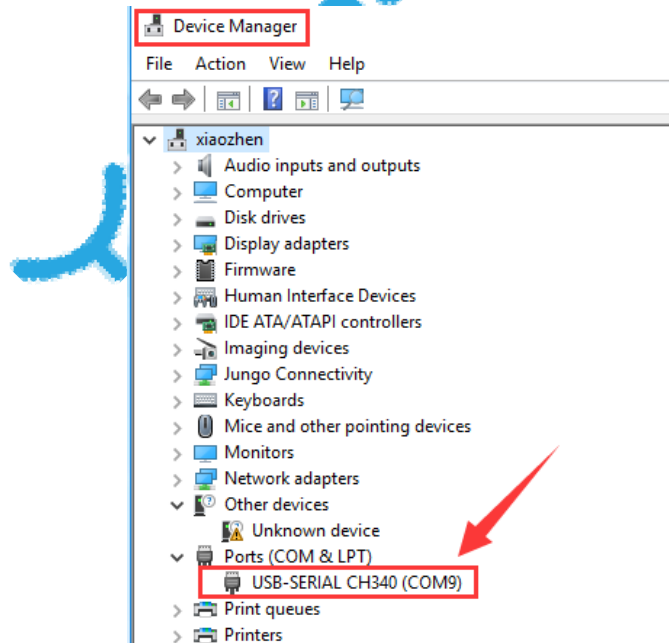 Device Manager
File Action View Help
xiaozhen
Audio inputs and outputs
Computer
Disk drives
Display adapters
Firmware
Human Interface Devices
IDE ATA/ATAPI controllers
Imaging devices
Jungo Connectivity
Keyboards
Mice and other pointing devices
Monitors
Network adapters
Other devices
Unknown device
Ports (COM & LPT)
USB-SERIAL CH340 (COM9)
Print queues
Printers